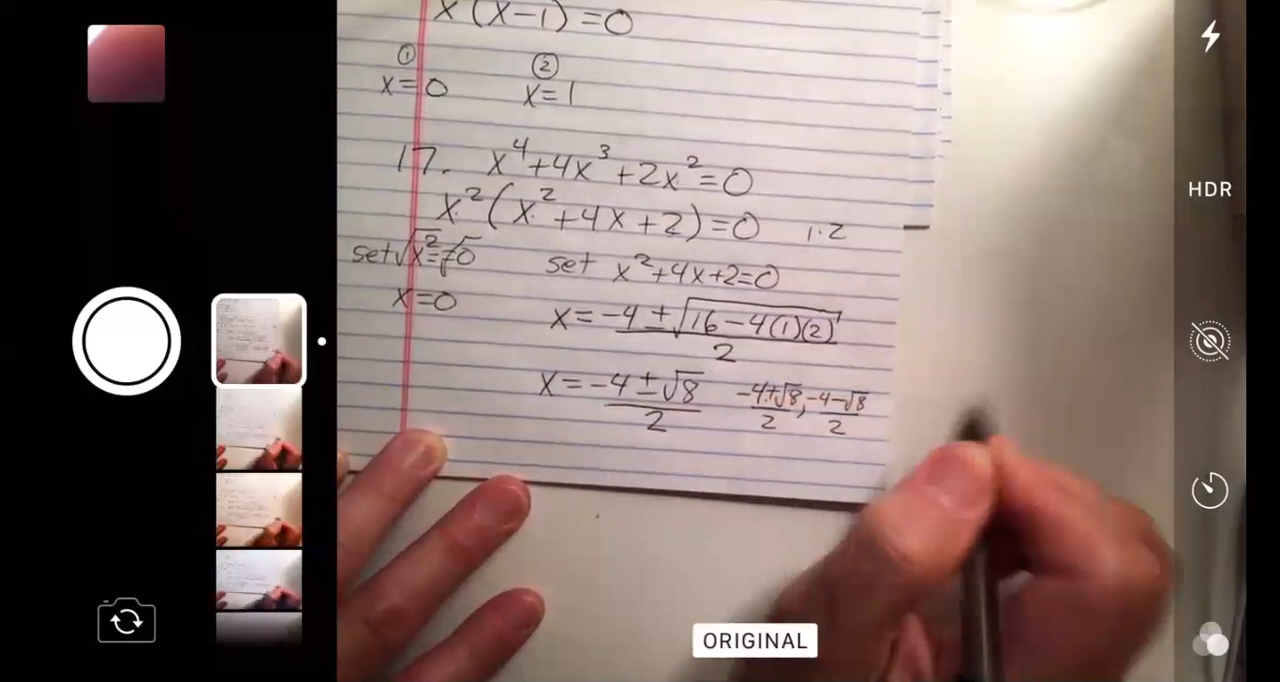 x(x-1)=0
① ②
x=0 x=1
17. x⁴+4x³+2x²=0
x²(x²+4x+2)=0 1·2
set √x²=√0 set x²+4x+2=0
x=0 x=-4±√16-4(1)(2)
2
x=-4±√8 -4+√8, -4-√8
2 2 2
HDR
ORIGINAL